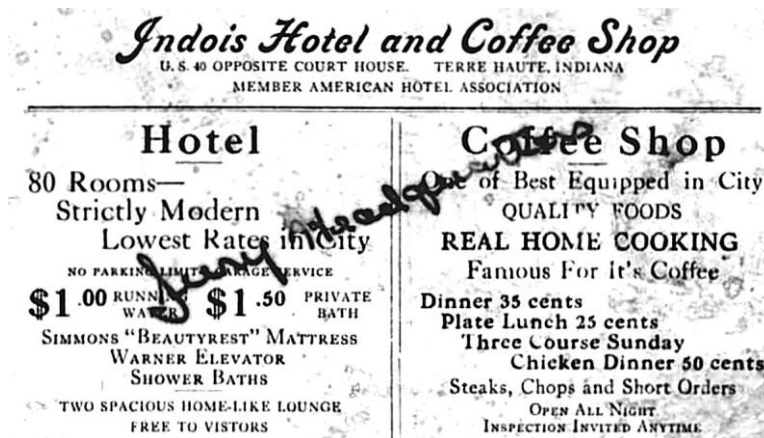 Indois Hotel and Coffee Shop
U. S. 40 OPPOSITE COURT HOUSE. TERRE HAUTE, INDIANA
MEMBER AMERICAN HOTEL ASSOCIATION
Hotel
80 Rooms—
Strictly Modern
Lowest Rates in City
NO PARKING LIMIT GARAGE SERVICE
$1.00 RUNNING WATER $1.50 PRIVATE BATH
SIMMONS "BEAUTYREST" MATTRESS
WARNER ELEVATOR
SHOWER BATHS
TWO SPACIOUS HOME-LIKE LOUNGE
FREE TO VISTORS
Coffee Shop
One of Best Equipped in City
QUALITY FOODS
REAL HOME COOKING
Famous For it's Coffee
Dinner 35 cents
Plate Lunch 25 cents
Three Course Sunday
Chicken Dinner 50 cents
Steaks, Chops and Short Orders
OPEN ALL NIGHT
INSPECTION INVITED ANYTIME
Headquarters